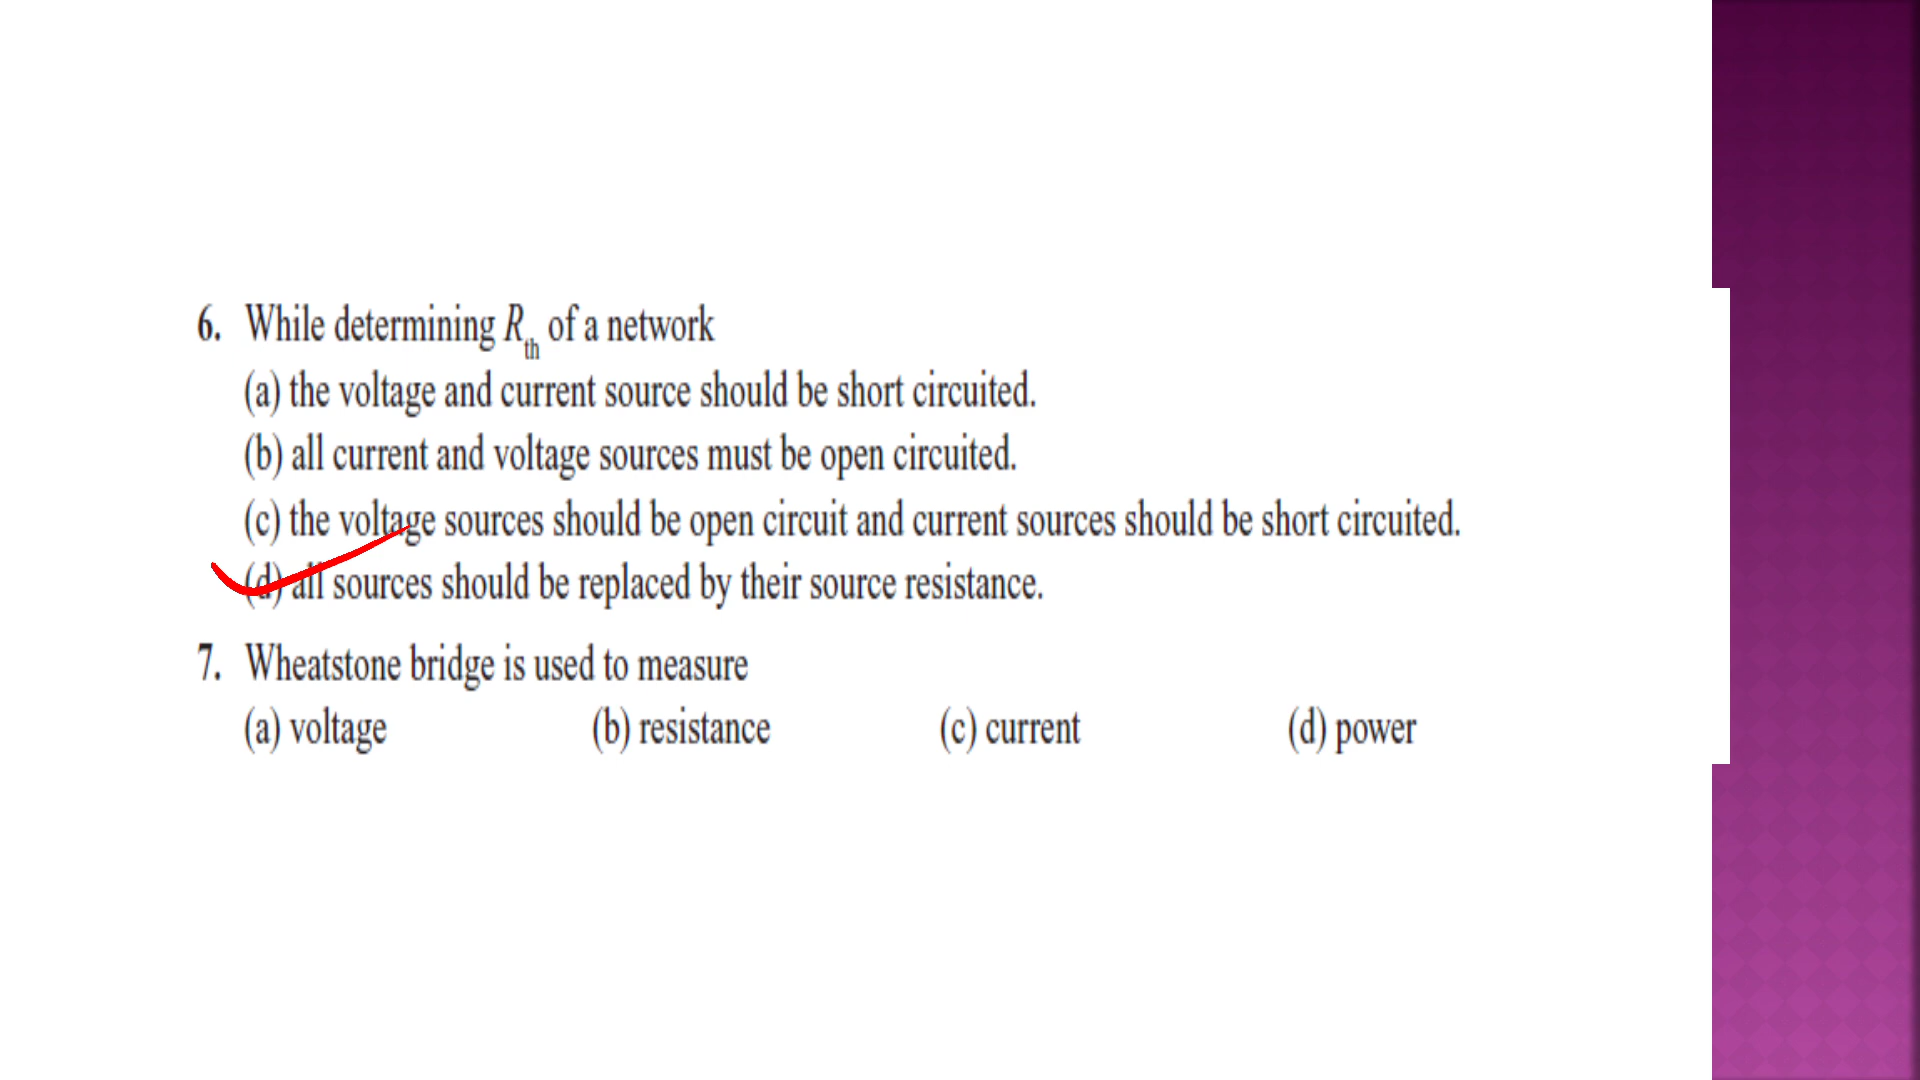 6. While determining Rth of a network
(a) the voltage and current source should be short circuited.
(b) all current and voltage sources must be open circuited.
(c) the voltage sources should be open circuit and current sources should be short circuited.
(d) all sources should be replaced by their source resistance.
7. Wheatstone bridge is used to measure
(a) voltage (b) resistance (c) current (d) power